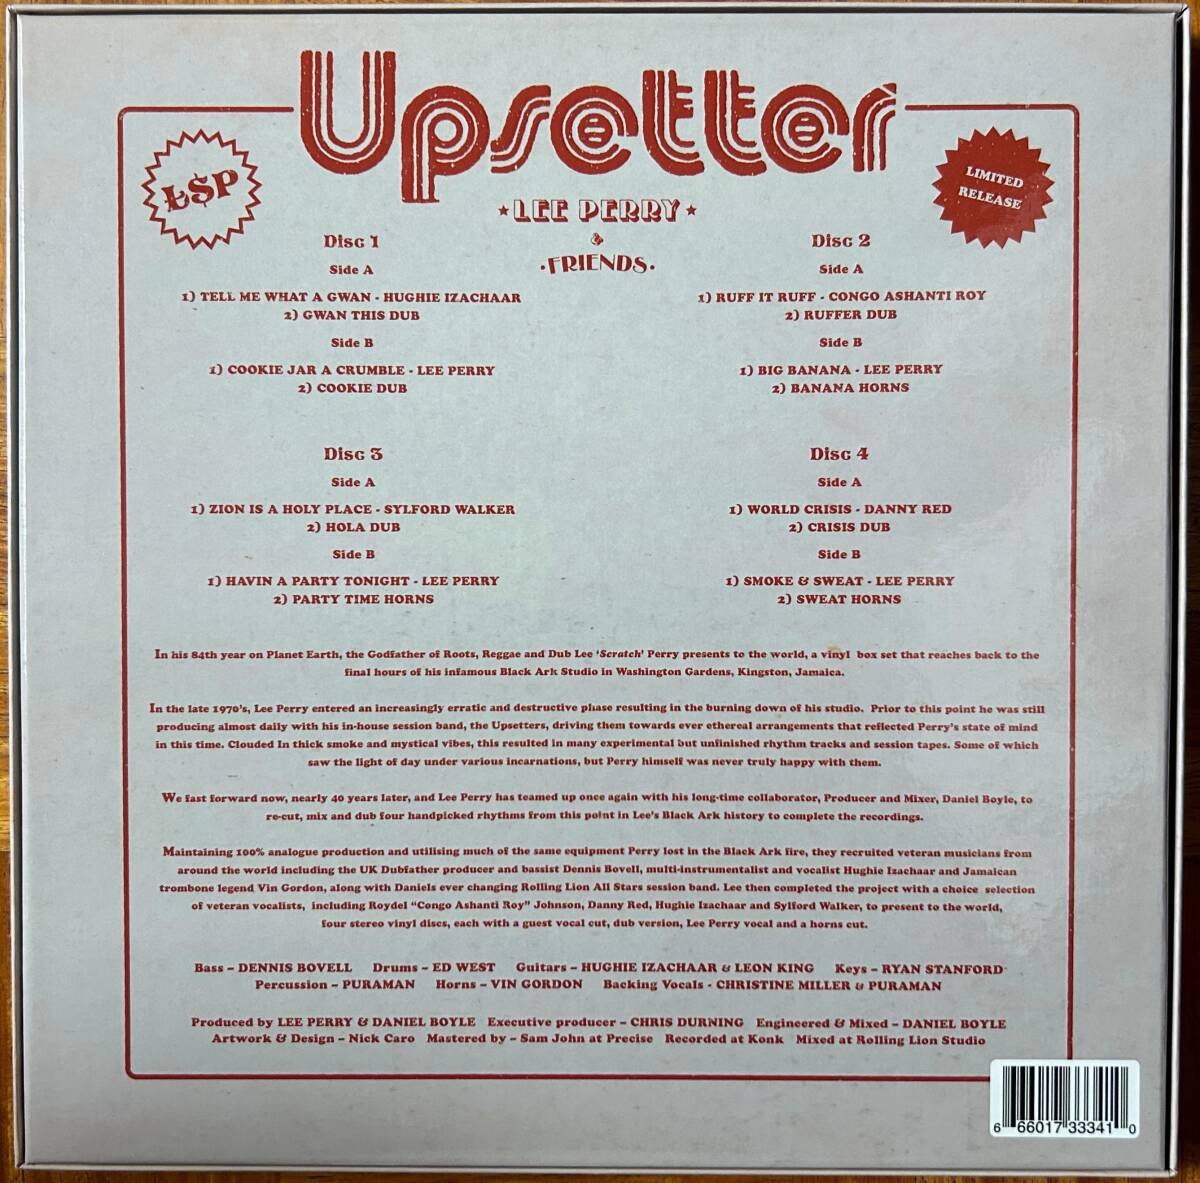 Upsetter
L$P
LIMITED
RELEASE
LEE PERRY
&
FRIENDS
Disc 1
Side A
1) TELL ME WHAT A GWAN - HUGHIE IZACHAAR
2) GWAN THIS DUB
Side B
1) COOKIE JAR A CRUMBLE - LEE PERRY
2) COOKIE DUB
Disc 2
Side A
1) RUFF IT RUFF - CONGO ASHANTI ROY
2) RUFFER DUB
Side B
1) BIG BANANA - LEE PERRY
2) BANANA HORNS
Disc 3
Side A
1) ZION IS A HOLY PLACE - SYLFORD WALKER
2) HOLA DUB
Side B
1) HAVIN A PARTY TONIGHT - LEE PERRY
2) PARTY TIME HORNS
Disc 4
Side A
1) WORLD CRISIS - DANNY RED
2) CRISIS DUB
Side B
1) SMOKE & SWEAT - LEE PERRY
2) SWEAT HORNS
In his 84th year on Planet Earth, the Godfather of Roots, Reggae and Dub Lee 'Scratch' Perry presents to the world, a vinyl box set that reaches back to the
final hours of his infamous Black Ark Studio in Washington Gardens, Kingston, Jamaica.
In the late 1970's, Lee Perry entered an increasingly erratic and destructive phase resulting in the burning down of his studio. Prior to this point he was still
producing almost daily with his in-house session band, the Upsetters, driving them towards ever ethereal arrangements that reflected Perry's state of mind
in this time. Clouded In thick smoke and mystical vibes, this resulted in many experimental but unfinished rhythm tracks and session tapes. Some of which
saw the light of day under various incarnations, but Perry himself was never truly happy with them.
We fast forward now, nearly 40 years later, and Lee Perry has teamed up once again with his long-time collaborator, Producer and Mixer, Daniel Boyle, to
re-cut, mix and dub four handpicked rhythms from this point in Lee's Black Ark history to complete the recordings.
Maintaining 100% analogue production and utilising much of the same equipment Perry lost in the Black Ark fire, they recruited veteran musicians from
around the world including the UK Dubfather producer and bassist Dennis Bovell, multi-instrumentalist and vocalist Hughie Izachaar and Jamaican
trombone legend Vin Gordon, along with Daniels ever changing Rolling Lion All Stars session band. Lee then completed the project with a choice selection
of veteran vocalists, including Roydel "Congo Ashanti Roy" Johnson, Danny Red, Hughie Izachaar and Sylford Walker, to present to the world,
four stereo vinyl discs, each with a guest vocal cut, dub version, Lee Perry vocal and a horns cut.
Bass – DENNIS BOVELL Drums – ED WEST Guitars – HUGHIE IZACHAAR & LEON KING Keys – RYAN STANFORD
Percussion – PURAMAN Horns – VIN GORDON Backing Vocals - CHRISTINE MILLER & PURAMAN
Produced by LEE PERRY & DANIEL BOYLE Executive producer – CHRIS DURNING Engineered & Mixed – DANIEL BOYLE
Artwork & Design – Nick Caro Mastered by – Sam John at Precise Recorded at Konk Mixed at Rolling Lion Studio
6 66017 33341 0